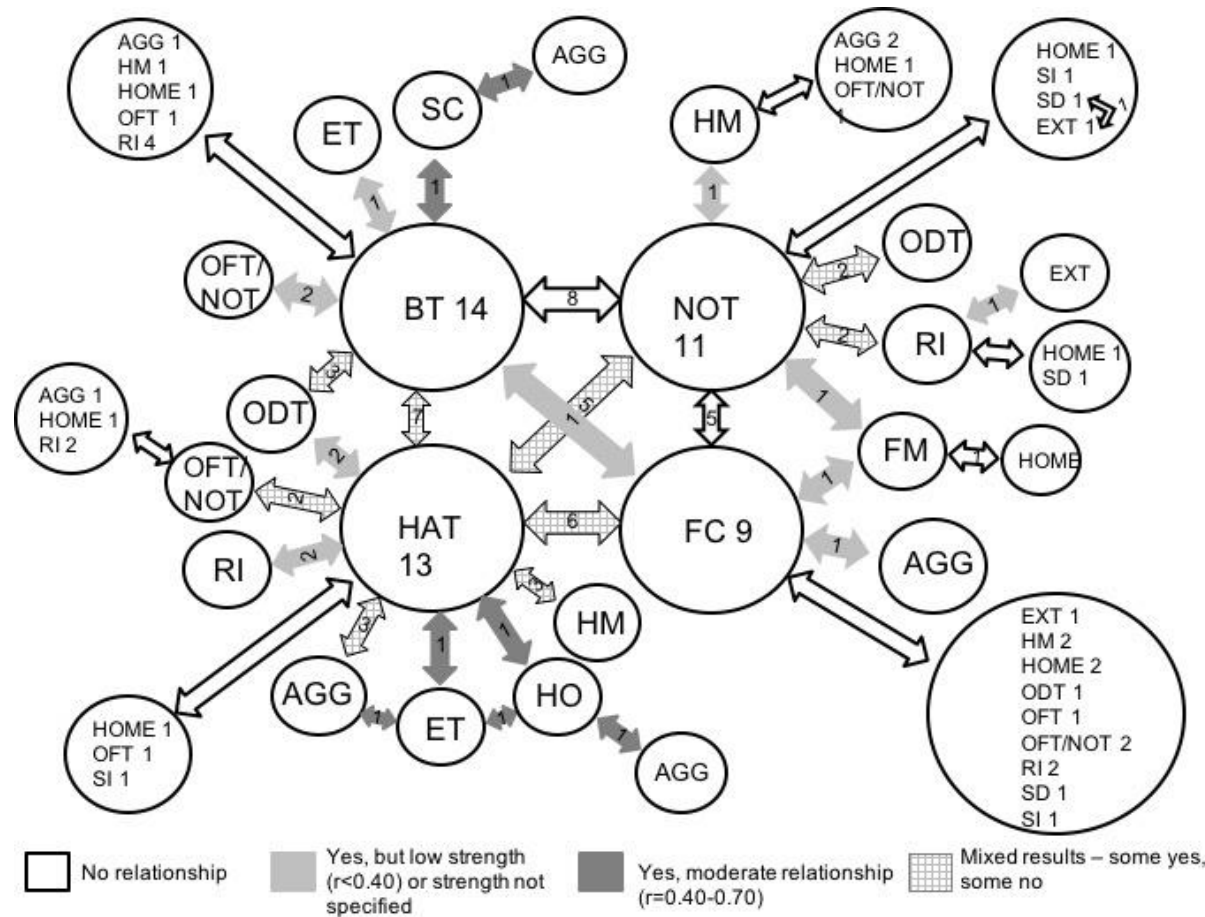 AGG 1
HM 1
HOME 1
OFT 1
RI 4
ET
1
SC
1
AGG
1
HM
AGG 2
HOME 1
OFT/NOT
1
HOME 1
SI 1
SD 1
EXT 1
1
1
OFT/
NOT
2
BT 14
8
NOT
11
2
ODT
2
RI
1
EXT
HOME 1
SD 1
3
ODT
7
1
5
5
1
FM
1
HOME
AGG 1
HOME 1
RI 2
OFT/
NOT
2
2
HAT
13
6
FC 9
1
1
AGG
RI
2
3
HM
3
1
1
AGG
1
ET
1
HO
1
AGG
HOME 1
OFT 1
SI 1
EXT 1
HM 2
HOME 2
ODT 1
OFT 1
OFT/NOT 2
RI 2
SD 1
SI 1
No relationship
Yes, but low strength
(r<0.40) or strength not
specified
Yes, moderate relationship
(r=0.40-0.70)
Mixed results – some yes,
some no